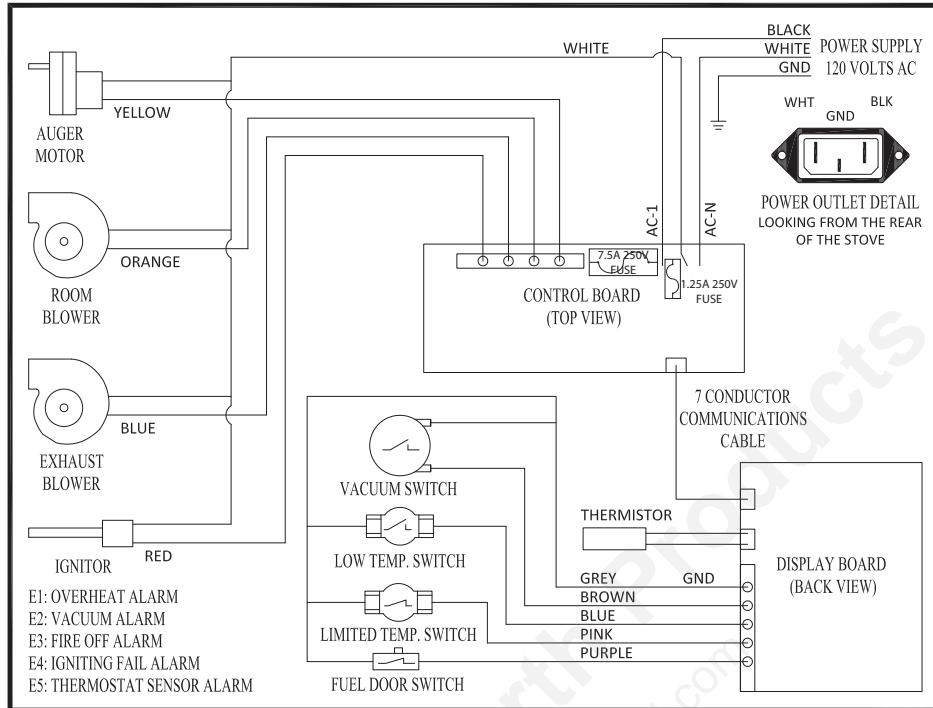 BLACK
WHITE
WHITE
GND
POWER SUPPLY
120 VOLTS AC
YELLOW
AUGER
MOTOR
WHT
GND
BLK
POWER OUTLET DETAIL
LOOKING FROM THE REAR
OF THE STOVE
AC-1
AC-N
ORANGE
ROOM
BLOWER
7.5A 250V
FUSE
1.25A 250V
FUSE
CONTROL BOARD
(TOP VIEW)
BLUE
EXHAUST
BLOWER
7 CONDUCTOR
COMMUNICATIONS
CABLE
VACUUM SWITCH
THERMISTOR
LOW TEMP. SWITCH
RED
IGNITOR
DISPLAY BOARD
(BACK VIEW)
GREY
GND
BROWN
BLUE
PINK
PURPLE
LIMITED TEMP. SWITCH
FUEL DOOR SWITCH
E1: OVERHEAT ALARM
E2: VACUUM ALARM
E3: FIRE OFF ALARM
E4: IGNITING FAIL ALARM
E5: THERMOSTAT SENSOR ALARM
Products